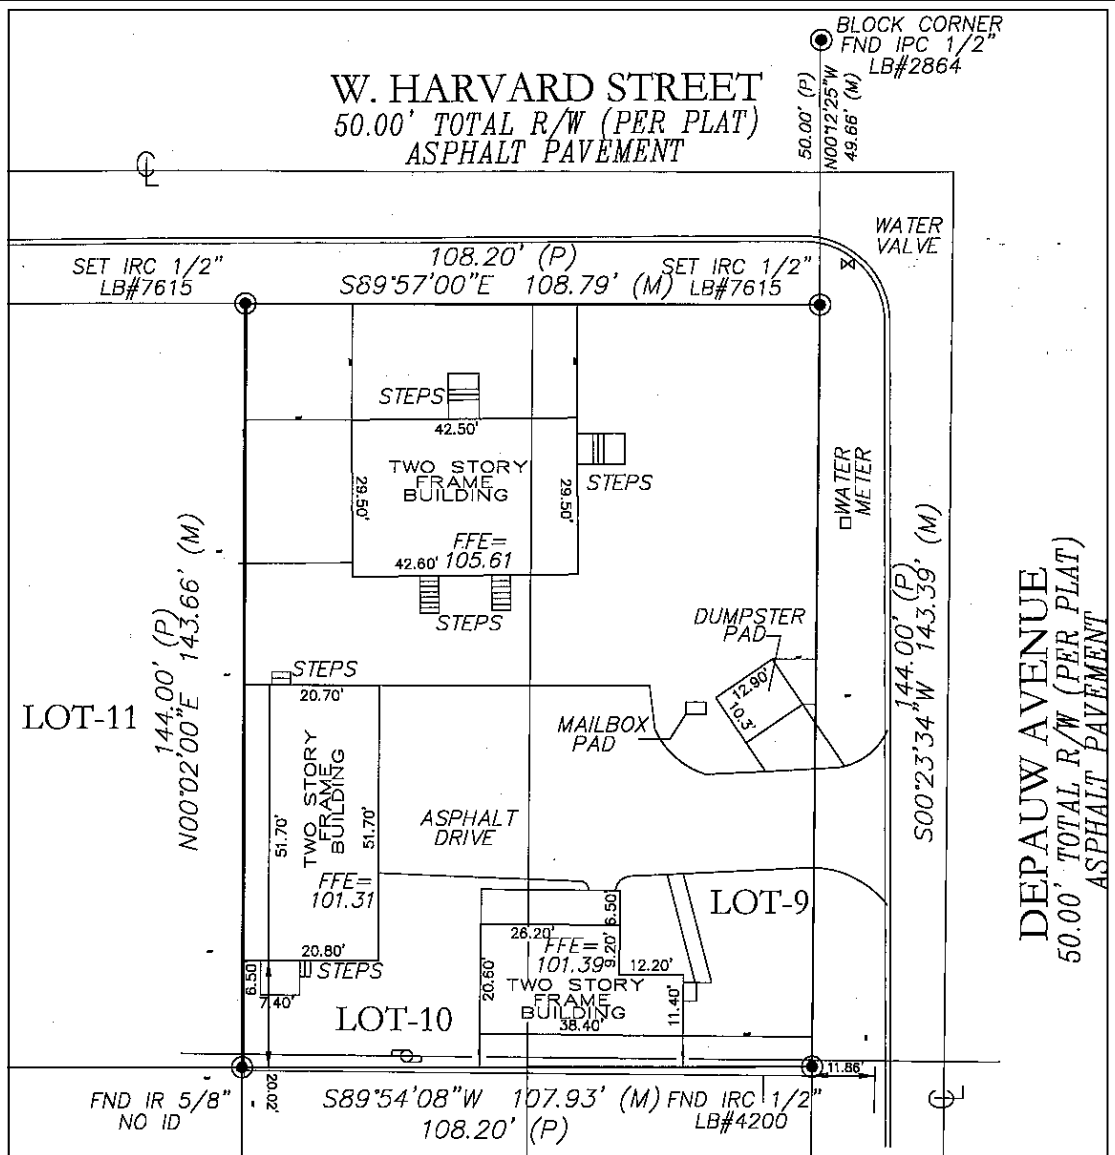 BLOCK CORNER
FND IPC 1/2"
LB#2864
W. HARVARD STREET
50.00' TOTAL R/W (PER PLAT)
ASPHALT PAVEMENT
50.00' (P)
N00°12'25"W
49.66' (M)
CL
WATER
VALVE
108.20' (P)
S89°57'00"E 108.79' (M)
SET IRC 1/2"
LB#7615
SET IRC 1/2"
LB#7615
STEPS
42.50'
TWO STORY
FRAME
BUILDING
29.50'
29.50'
STEPS
WATER
METER
FFE=
105.61
42.60'
STEPS
144.00' (P)
N00°02'00"E 143.66' (M)
144.00' (P)
S00°23'34"W 143.39' (M)
DEPAUW AVENUE
50.00' TOTAL R/W (PER PLAT)
ASPHALT PAVEMENT
DUMPSTER
PAD
12.90'
10.3'
MAILBOX
PAD
LOT-11
STEPS
20.70'
TWO STORY
FRAME
BUILDING
51.70'
51.70'
FFE=
101.31
20.80'
STEPS
6.50'
7.40'
ASPHALT
DRIVE
LOT-9
6.50'
26.20'
FFE=
101.39
9.20'
12.20'
20.60'
TWO STORY
FRAME
BUILDING
38.40'
11.40'
LOT-10
20.02'
11.86'
CL
FND IR 5/8"
NO ID
S89°54'08"W 107.93' (M)
108.20' (P)
FND IRC 1/2"
LB#4200